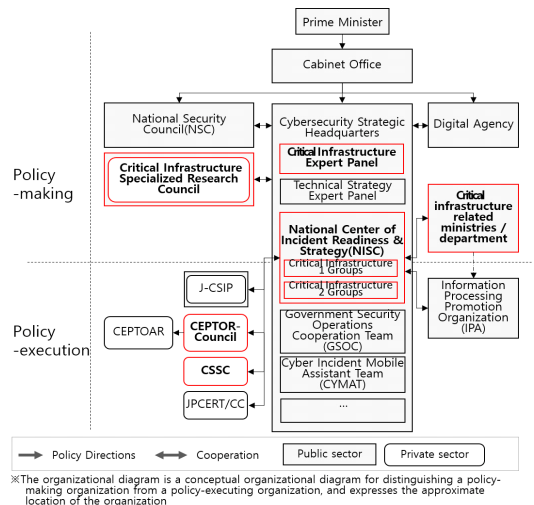 Prime Minister
Cabinet Office
National Security
Council(NSC)
Cybersecurity Strategic
Headquarters
Digital Agency
Critical Infrastructure
Expert Panel
Critical Infrastructure
Specialized Research
Council
Technical Strategy
Expert Panel
Policy
-making
Critical
infrastructure
related
ministries /
department
National Center of
Incident Readiness &
Strategy(NISC)
Critical Infrastructure
1 Groups
Critical Infrastructure
2 Groups
J-CSIP
Information
Processing
Promotion
Organization
(IPA)
Policy
-execution
CEPTOAR
CEPTOR-
Council
Government Security
Operations
Cooperation Team
(GSOC)
CSSC
Cyber Incident Mobile
Assistant Team
(CYMAT)
JPCERT/CC
...
Policy Directions
Cooperation
Public sector
Private sector
※The organizational diagram is a conceptual organizational diagram for distinguishing a policy-
making organization from a policy-executing organization, and expresses the approximate
location of the organization